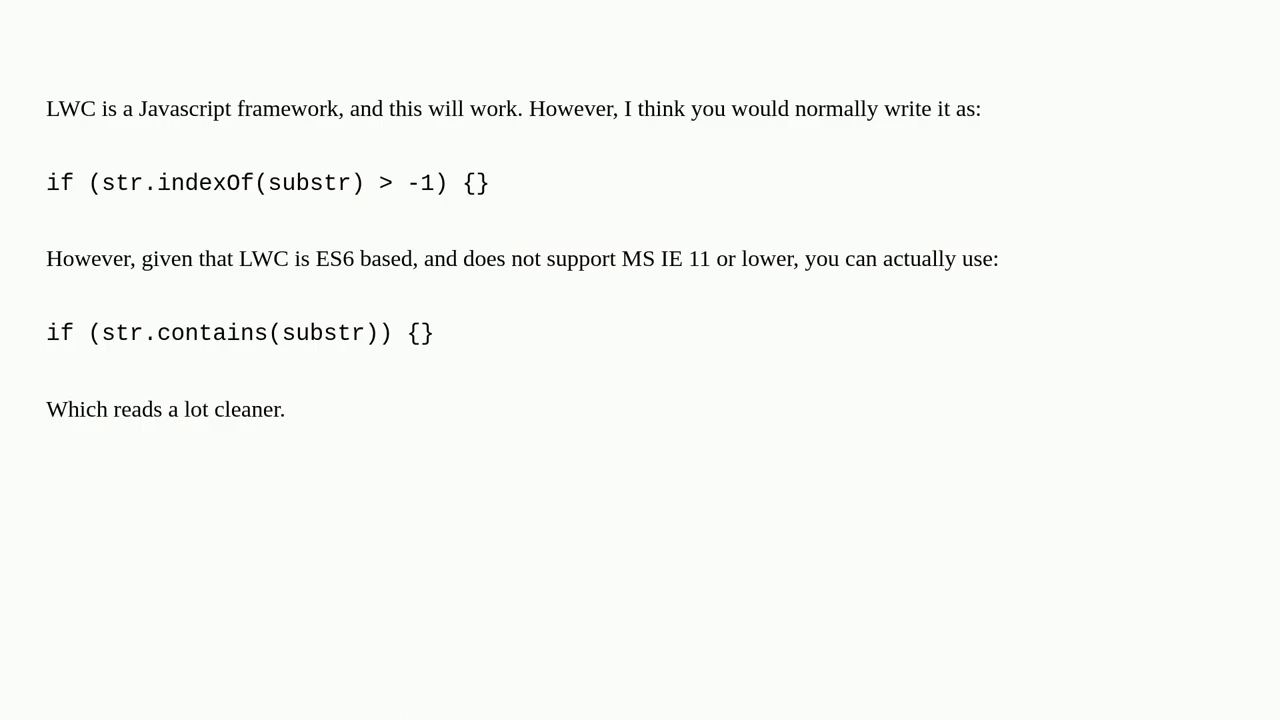 LWC is a Javascript framework, and this will work. However, I think you would normally write it as:
if (str.indexOf(substr) > -1) {}
However, given that LWC is ES6 based, and does not support MS IE 11 or lower, you can actually use:
if (str.contains(substr)) {}
Which reads a lot cleaner.